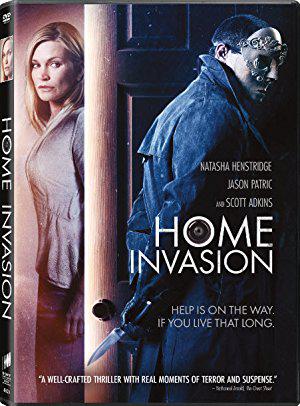 DVD
HOME INVASION
NATASHA HENSTRIDGE
JASON PATRIC
AND SCOTT ADKINS
HOME
INVASION
HELP IS ON THE WAY.
IF YOU LIVE THAT LONG.
"A WELL-CRAFTED THRILLER WITH REAL MOMENTS OF TERROR AND SUSPENSE."